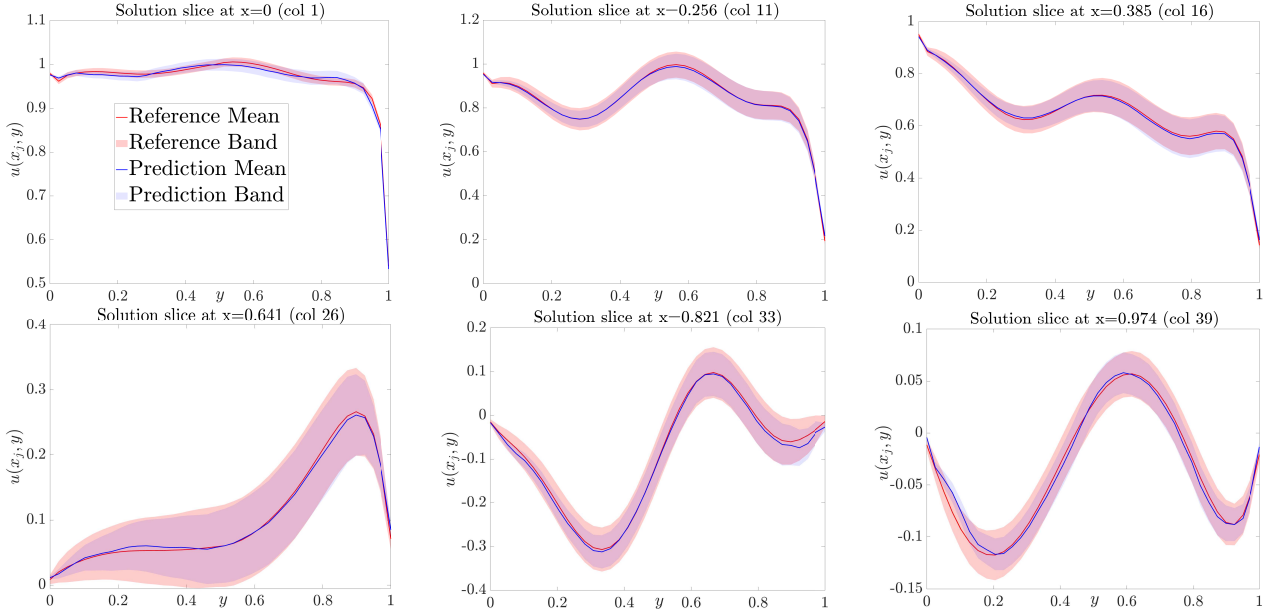 Solution slice at x=0 (col 1)
1.1
1
0.9
0.8
0.7
0.6
0.5
0 0.2 0.4 0.6 0.8 1
y
u(x_j, y)
Reference Mean
Reference Band
Prediction Mean
Prediction Band
Solution slice at x−0.256 (col 11)
1.2
1
0.8
0.6
0.4
0.2
0
0 0.2 0.4 0.6 0.8 1
y
u(x_j, y)
Solution slice at x=0.385 (col 16)
1
0.8
0.6
0.4
0.2
0
0 0.2 0.4 0.6 0.8 1
y
u(x_j, y)
Solution slice at x=0.641 (col 26)
0.4
0.3
0.2
0.1
0
0 0.2 0.4 0.6 0.8 1
y
u(x_j, y)
Solution slice at x−0.821 (col 33)
0.2
0.1
0
-0.1
-0.2
-0.3
-0.4
0 0.2 0.4 0.6 0.8 1
y
u(x_j, y)
Solution slice at x=0.974 (col 39)
0.1
0.05
0
-0.05
-0.1
-0.15
0 0.2 0.4 0.6 0.8 1
y
u(x_j, y)